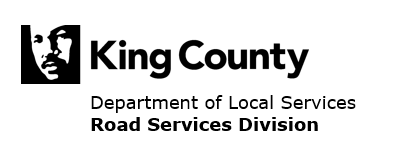 King County
Department of Local Services
Road Services Division